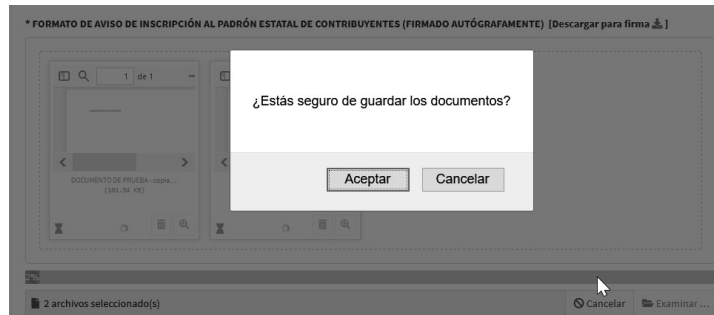 * FORMATO DE AVISO DE INSCRIPCIÓN AL PADRÓN ESTATAL DE CONTRIBUYENTES (FIRMADO AUTÓGRAFAMENTE) [Descargar para firma ]
1 de 1
¿Estás seguro de guardar los documentos?
Aceptar Cancelar
DOCUMENTO DE PRUEBA- copia...
(101.54 KB)
2%
2 archivos seleccionado(s)
Cancelar Examinar ...